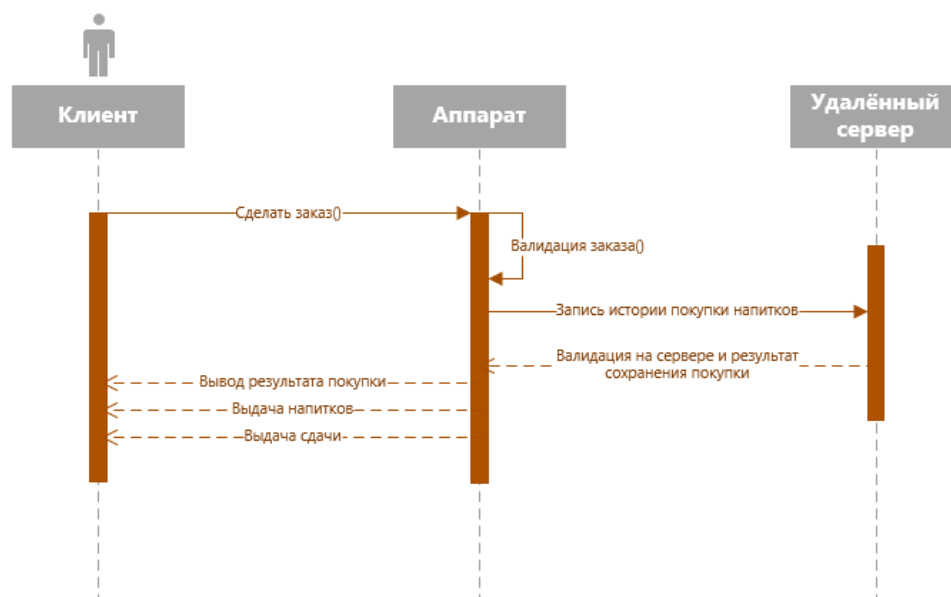 Клиент
Аппарат
Удалённый
сервер
Сделать заказ()
Валидация заказа()
Запись истории покупки напитков
Валидация на сервере и результат
сохранения покупки
Вывод результата покупки
Выдача напитков
Выдача сдачи